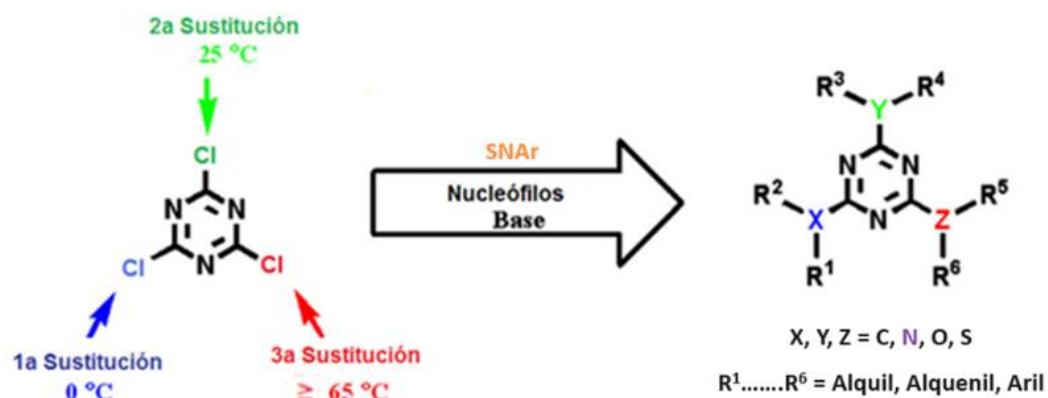 2a Sustitución
25 °C
Cl
N N
N
Cl
Cl
1a Sustitución
0 °C
3a Sustitución
≥ 65 °C
SNAr
Nucleófilos
Base
R³ R⁴
Y
N N
N
R² X
R¹
Z R⁵
R⁶
X, Y, Z = C, N, O, S
R¹.......R⁶ = Alquil, Alquenil, Aril